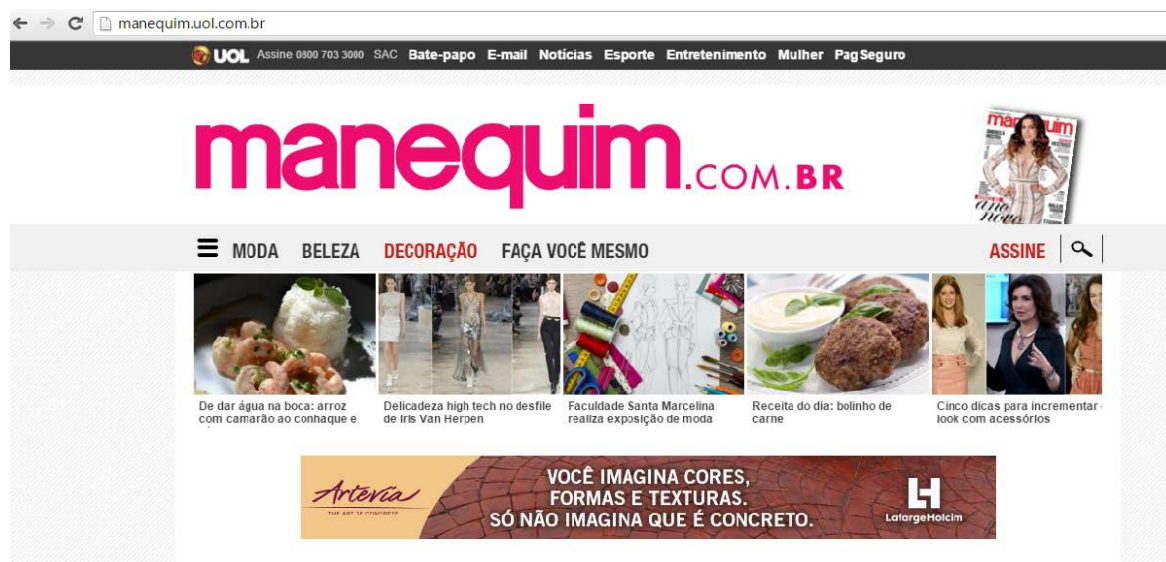 manequim.uol.com.br
UOL Assine 0800 703 3000 SAC Bate-papo E-mail Notícias Esporte Entretenimento Mulher PagSeguro
manequim.COM.BR
manequim
ano
novo
MODA BELEZA DECORAÇÃO FAÇA VOCÊ MESMO ASSINE
De dar água na boca: arroz
com camarão ao conhaque e
Delicadeza high tech no desfile
de Iris Van Herpen
Faculdade Santa Marcelina
realiza exposição de moda
Receita do dia: bolinho de
carne
Cinco dicas para incrementar
look com acessórios
Artevia
THE ART OF CONCRETE
VOCÊ IMAGINA CORES,
FORMAS E TEXTURAS.
SÓ NÃO IMAGINA QUE É CONCRETO.
LafargeHolcim